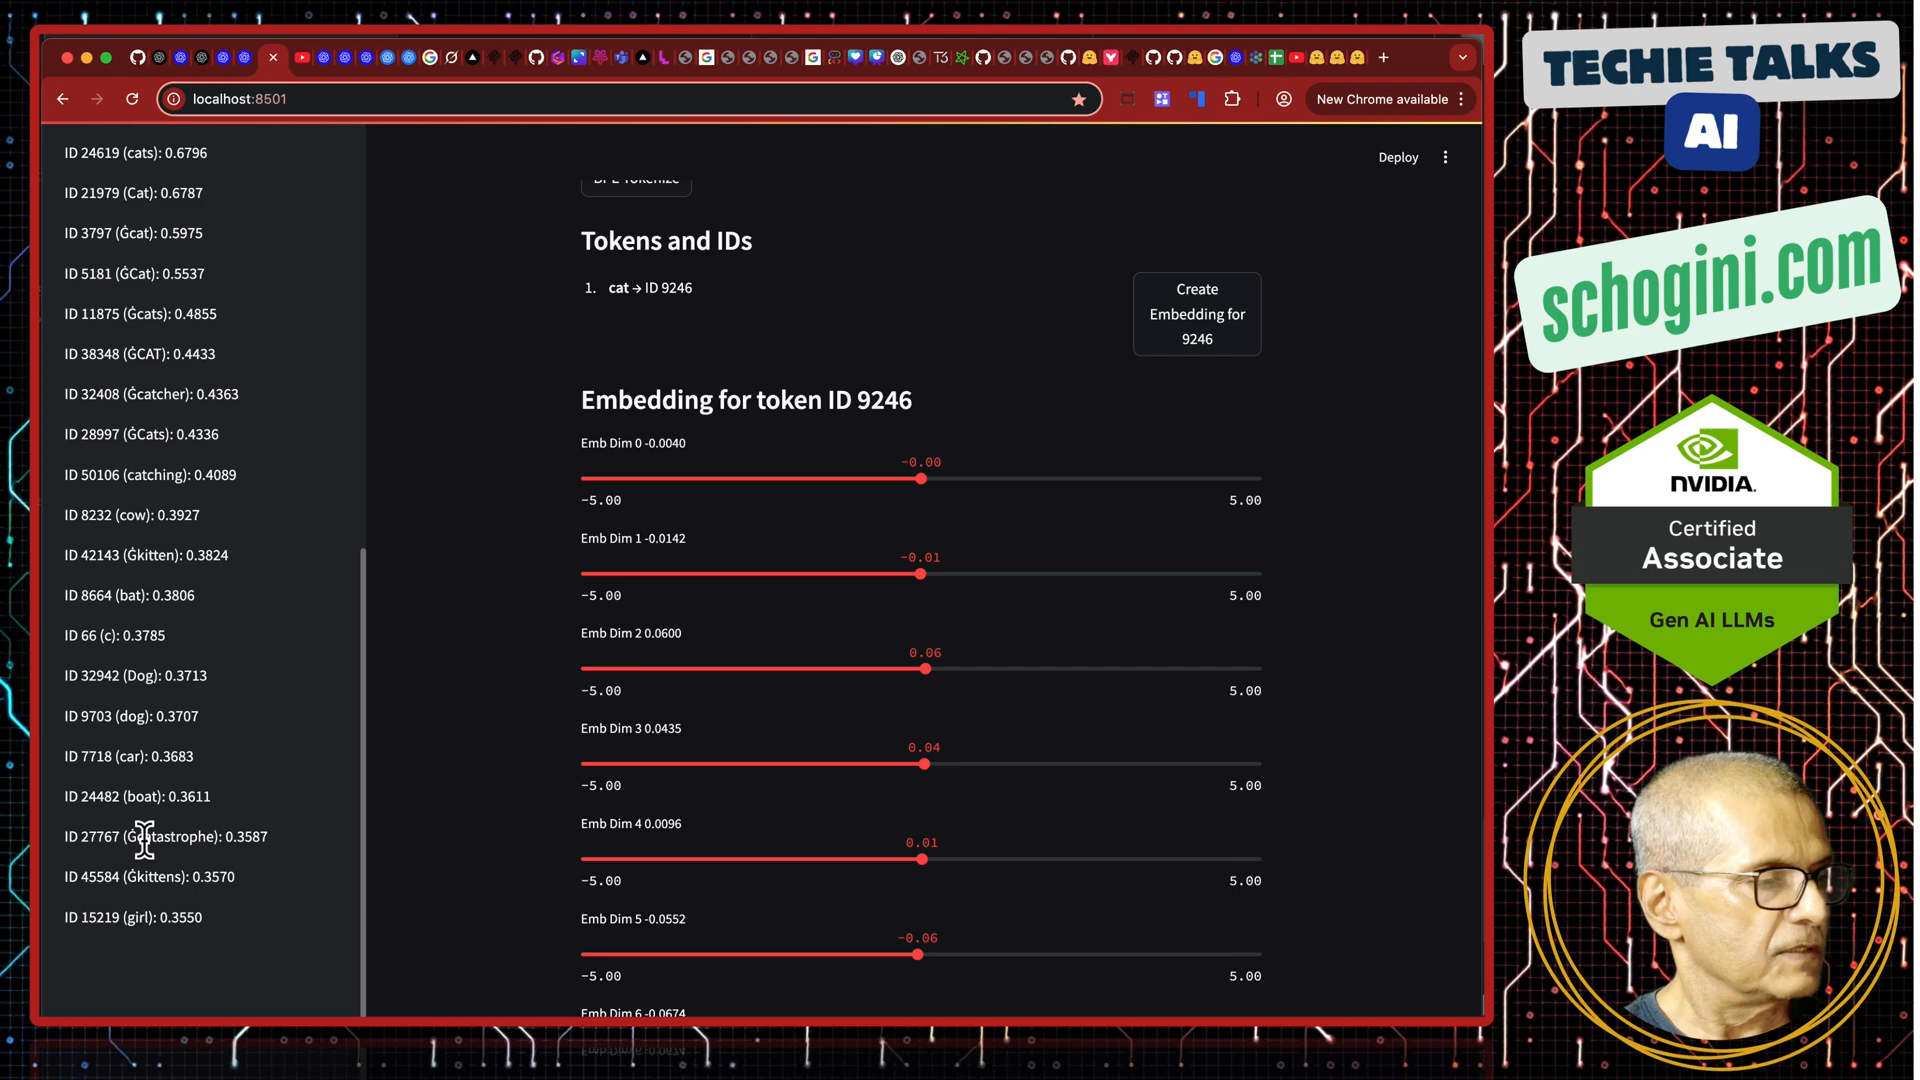 localhost:8501
New Chrome available
TECHIE TALKS
AI
schogini.com
NVIDIA.
Certified
Associate
Gen AI LLMs
ID 24619 (cats): 0.6796
ID 21979 (Cat): 0.6787
ID 3797 (Ġcat): 0.5975
ID 5181 (ĠCat): 0.5537
ID 11875 (Ġcats): 0.4855
ID 38348 (ĠCAT): 0.4433
ID 32408 (Ġcatcher): 0.4363
ID 28997 (ĠCats): 0.4336
ID 50106 (catching): 0.4089
ID 8232 (cow): 0.3927
ID 42143 (Ġkitten): 0.3824
ID 8664 (bat): 0.3806
ID 66 (c): 0.3785
ID 32942 (Dog): 0.3713
ID 9703 (dog): 0.3707
ID 7718 (car): 0.3683
ID 24482 (boat): 0.3611
ID 27767 (Ġcatastrophe): 0.3587
ID 45584 (Ġkittens): 0.3570
ID 15219 (girl): 0.3550
Deploy
BPE Tokenize
Tokens and IDs
1. cat → ID 9246
Create
Embedding for
9246
Embedding for token ID 9246
Emb Dim 0 -0.0040
-0.00
-5.00 5.00
Emb Dim 1 -0.0142
-0.01
-5.00 5.00
Emb Dim 2 0.0600
0.06
-5.00 5.00
Emb Dim 3 0.0435
0.04
-5.00 5.00
Emb Dim 4 0.0096
0.01
-5.00 5.00
Emb Dim 5 -0.0552
-0.06
-5.00 5.00
Emb Dim 6 -0.0674